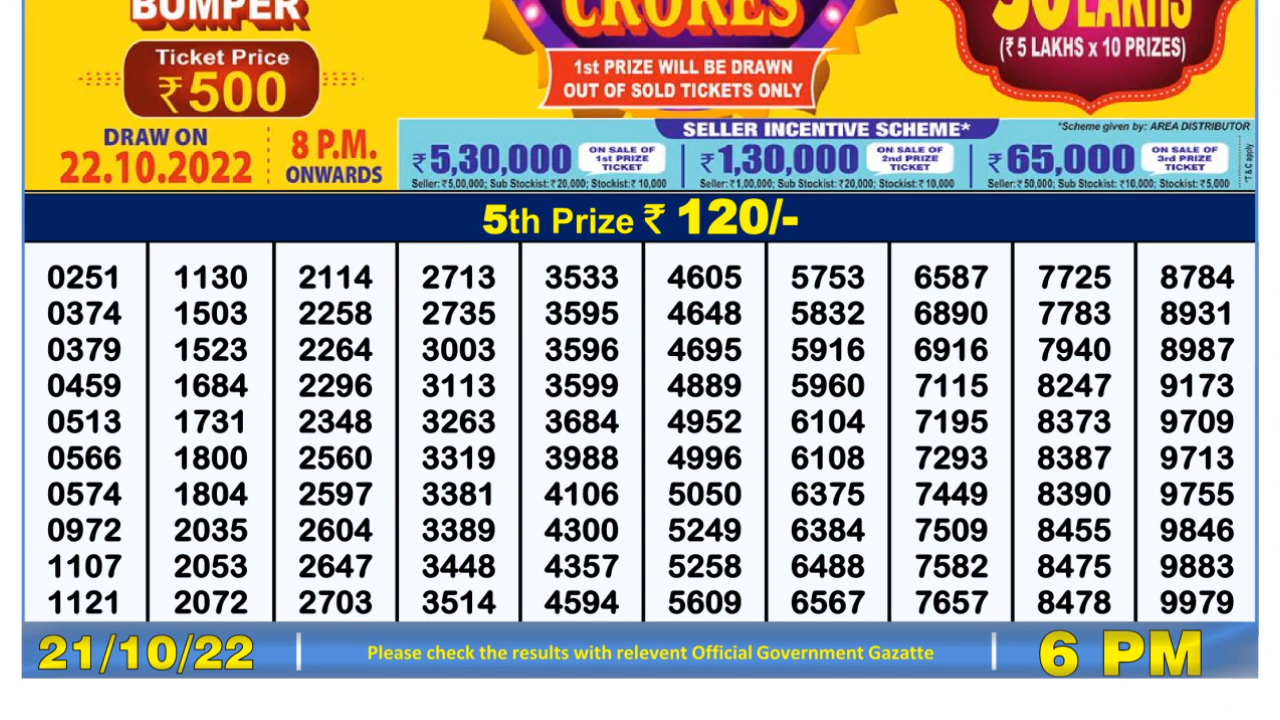 BUMPER
Ticket Price
₹500
DRAW ON
22.10.2022
8 P.M.
ONWARDS
CRORES
1st PRIZE WILL BE DRAWN
OUT OF SOLD TICKETS ONLY
50 LAKHS
(₹ 5 LAKHS x 10 PRIZES)
SELLER INCENTIVE SCHEME*
*Scheme given by: AREA DISTRIBUTOR
₹5,30,000 ON SALE OF 1st PRIZE TICKET
Seller: ₹5,00,000; Sub Stockist: ₹20,000; Stockist: ₹10,000
₹1,30,000 ON SALE OF 2nd PRIZE TICKET
Seller: ₹1,00,000; Sub Stockist: ₹20,000; Stockist: ₹10,000
₹65,000 ON SALE OF 3rd PRIZE TICKET
Seller: ₹50,000; Sub Stockist: ₹10,000; Stockist: ₹5,000
*T & C apply
5th Prize ₹ 120/-
0251 1130 2114 2713 3533 4605 5753 6587 7725 8784
0374 1503 2258 2735 3595 4648 5832 6890 7783 8931
0379 1523 2264 3003 3596 4695 5916 6916 7940 8987
0459 1684 2296 3113 3599 4889 5960 7115 8247 9173
0513 1731 2348 3263 3684 4952 6104 7195 8373 9709
0566 1800 2560 3319 3988 4996 6108 7293 8387 9713
0574 1804 2597 3381 4106 5050 6375 7449 8390 9755
0972 2035 2604 3389 4300 5249 6384 7509 8455 9846
1107 2053 2647 3448 4357 5258 6488 7582 8475 9883
1121 2072 2703 3514 4594 5609 6567 7657 8478 9979
21/10/22 Please check the results with relevent Official Government Gazatte 6 PM